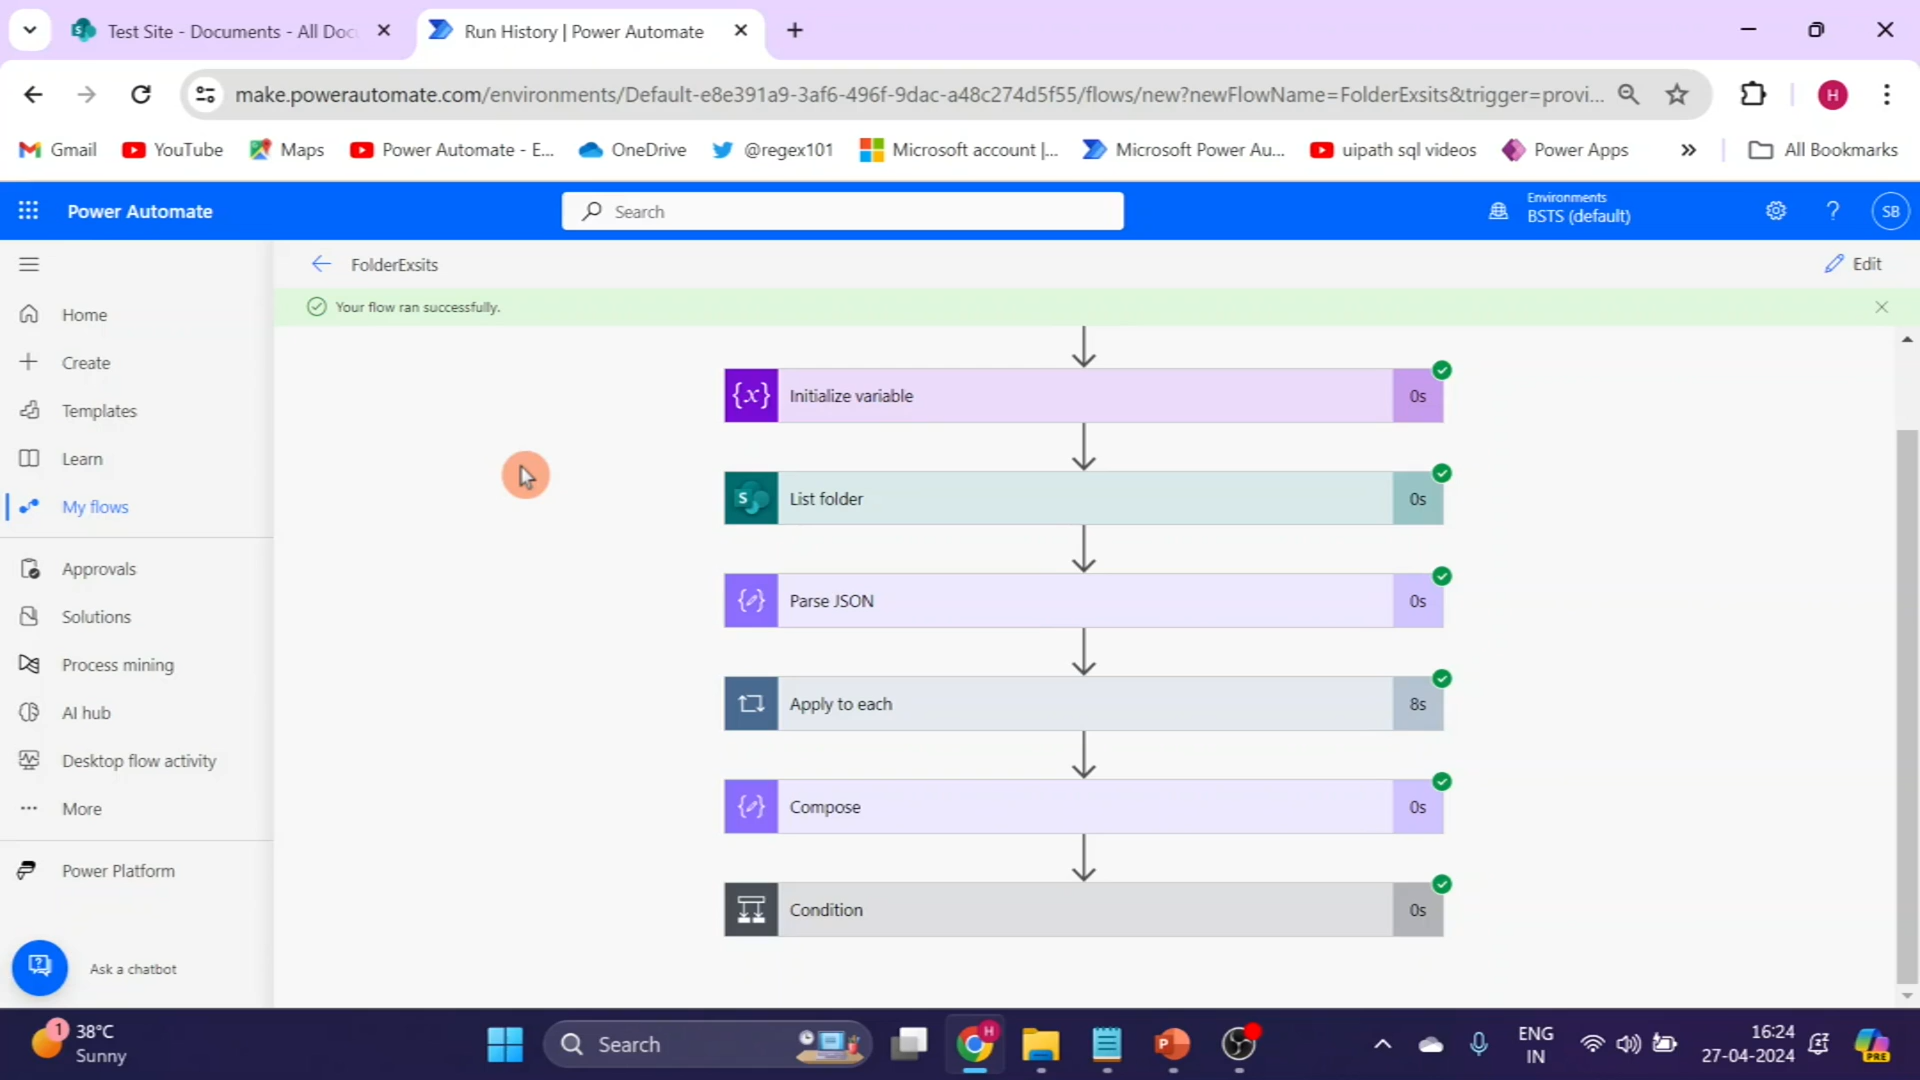 Test Site - Documents - All Doc
Run History | Power Automate
make.powerautomate.com/environments/Default-e8e391a9-3af6-496f-9dac-a48c274d5f55/flows/new?newFlowName=FolderExsits&trigger=provi...
H
Gmail
YouTube
Maps
Power Automate - E...
OneDrive
@regex101
Microsoft account |...
Microsoft Power Au...
uipath sql videos
Power Apps
»
All Bookmarks
Power Automate
Search
Environments
BSTS (default)
?
SB
FolderExsits
Edit
Your flow ran successfully.
Home
Create
Templates
Learn
My flows
Approvals
Solutions
Process mining
AI hub
Desktop flow activity
More
Power Platform
Ask a chatbot
{x} Initialize variable 0s
S List folder 0s
Parse JSON 0s
Apply to each 8s
Compose 0s
Condition 0s
1
38°C
Sunny
Search
H
P
ENG
IN
16:24
27-04-2024
PRE